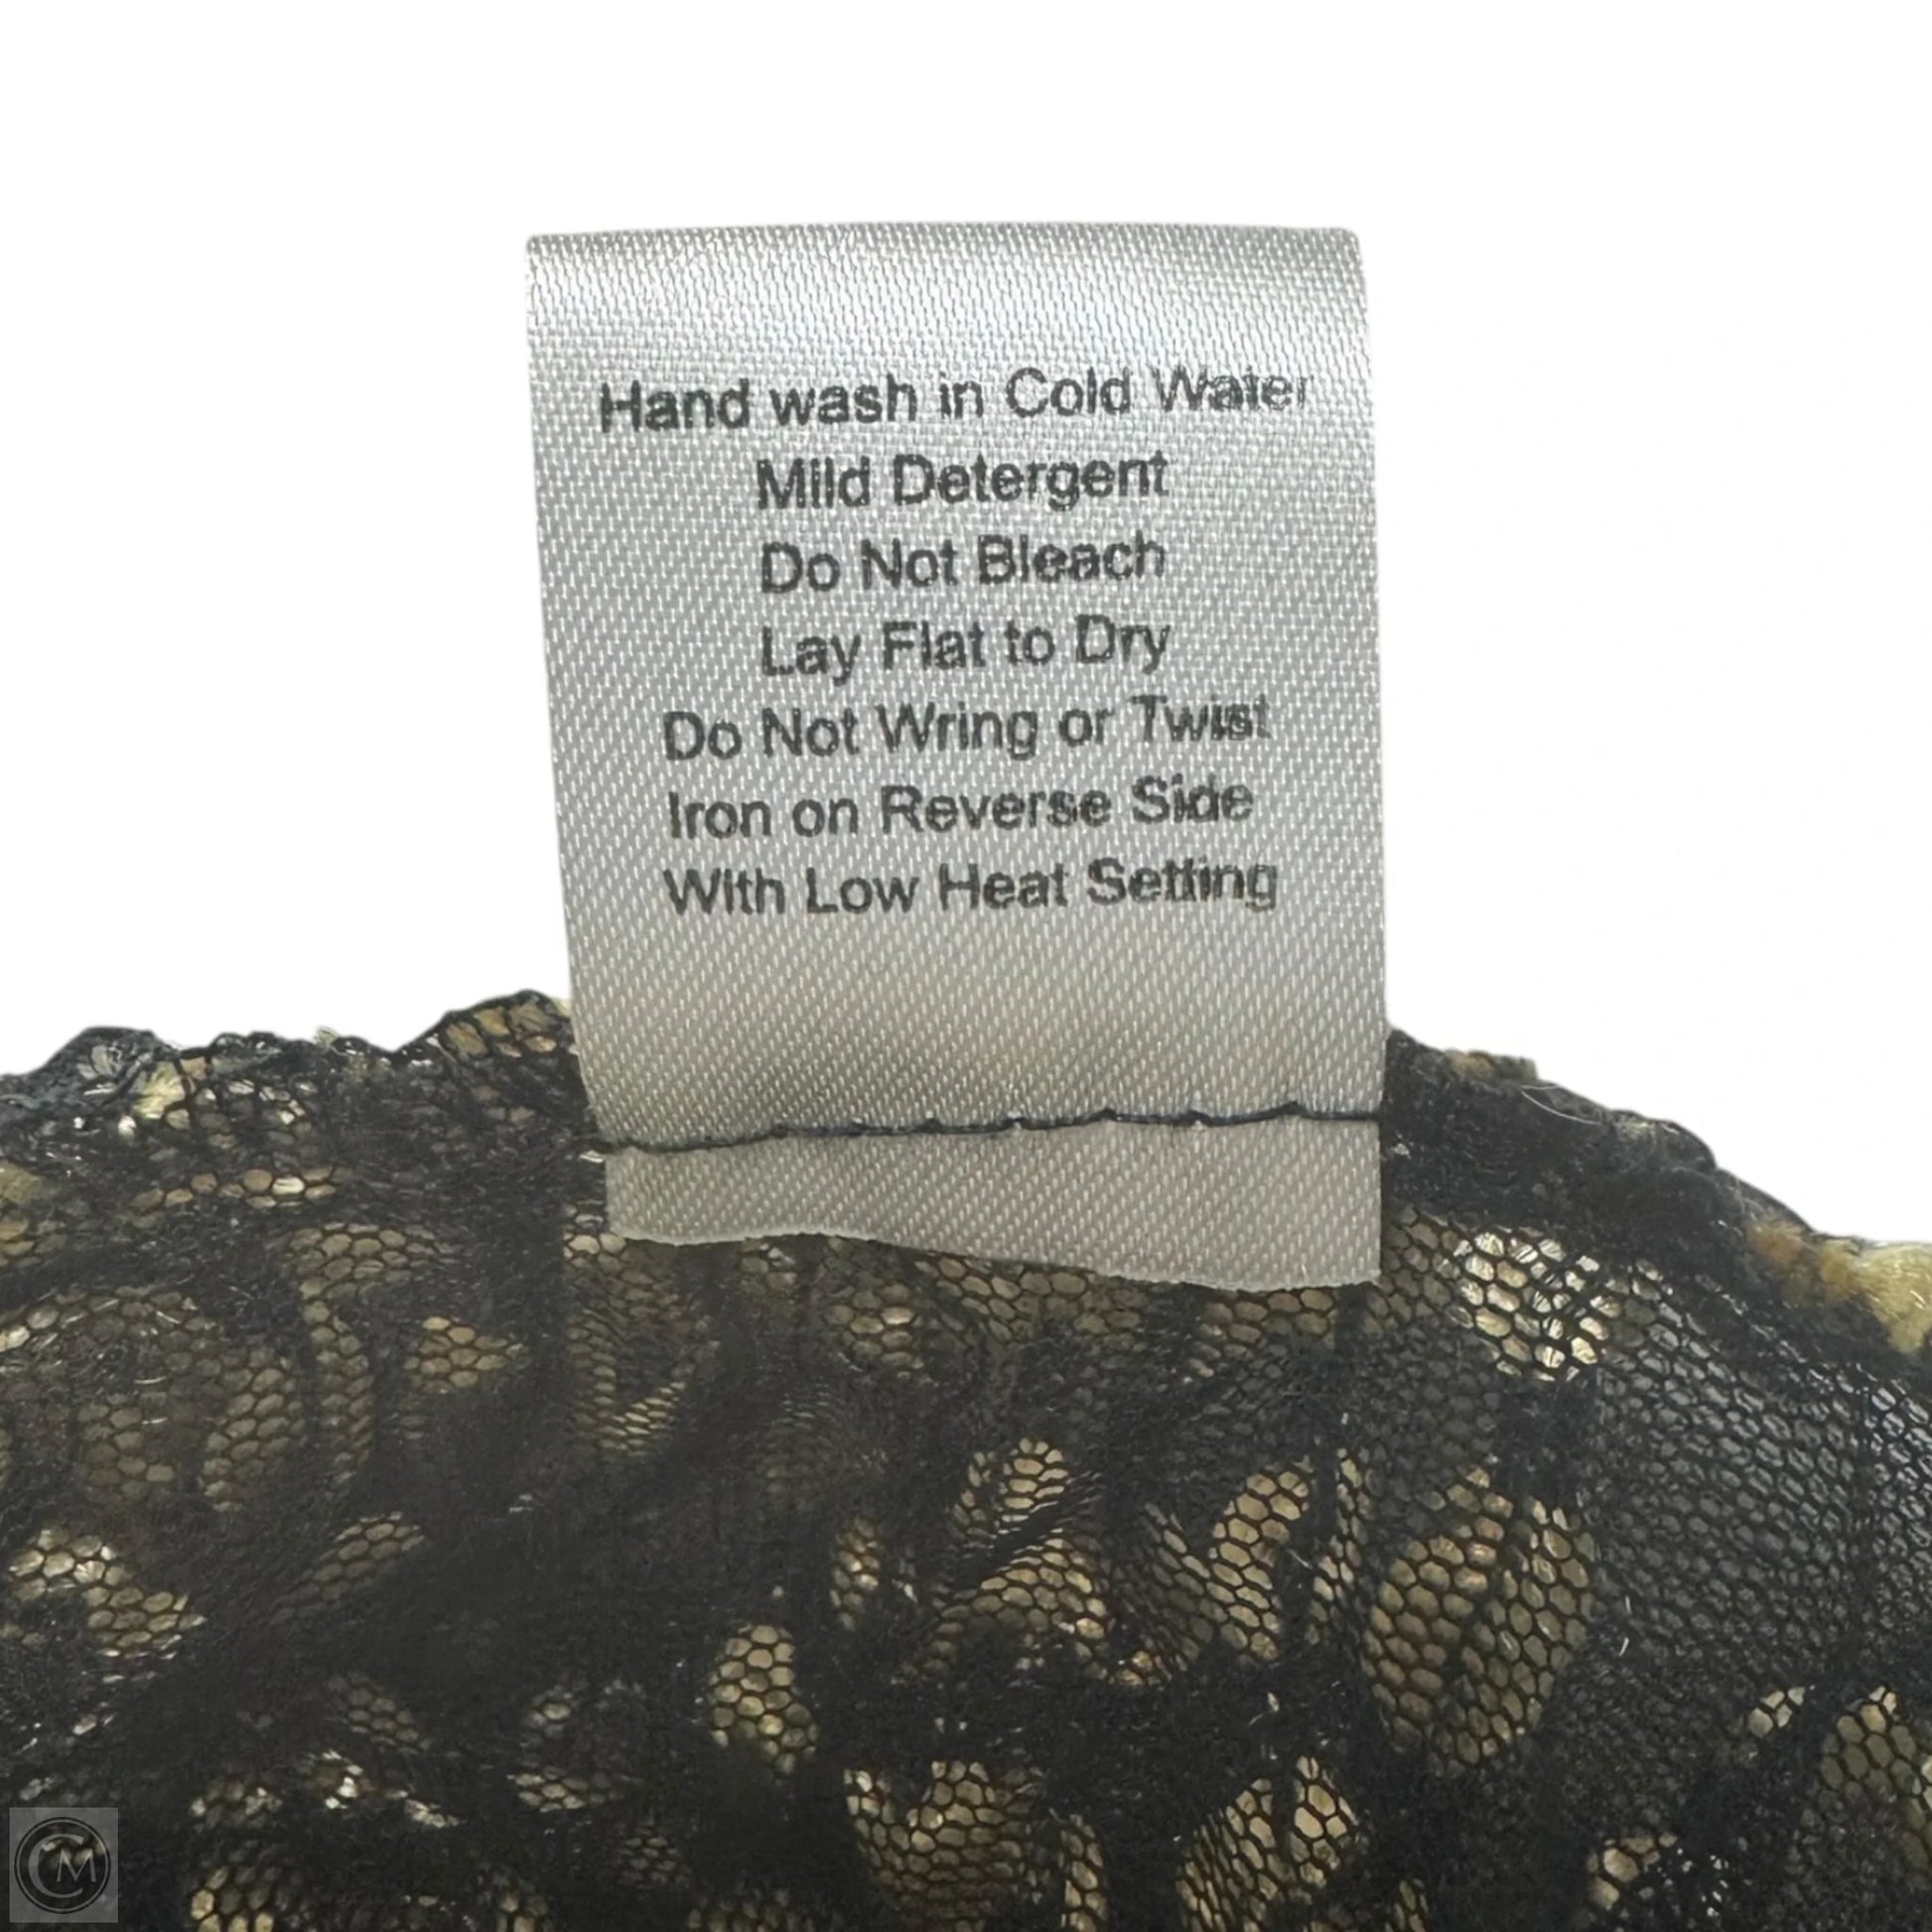 Hand wash in Cold Water
Mild Detergent
Do Not Bleach
Lay Flat to Dry
Do Not Wring or Twist
Iron on Reverse Side
With Low Heat Setting
CM